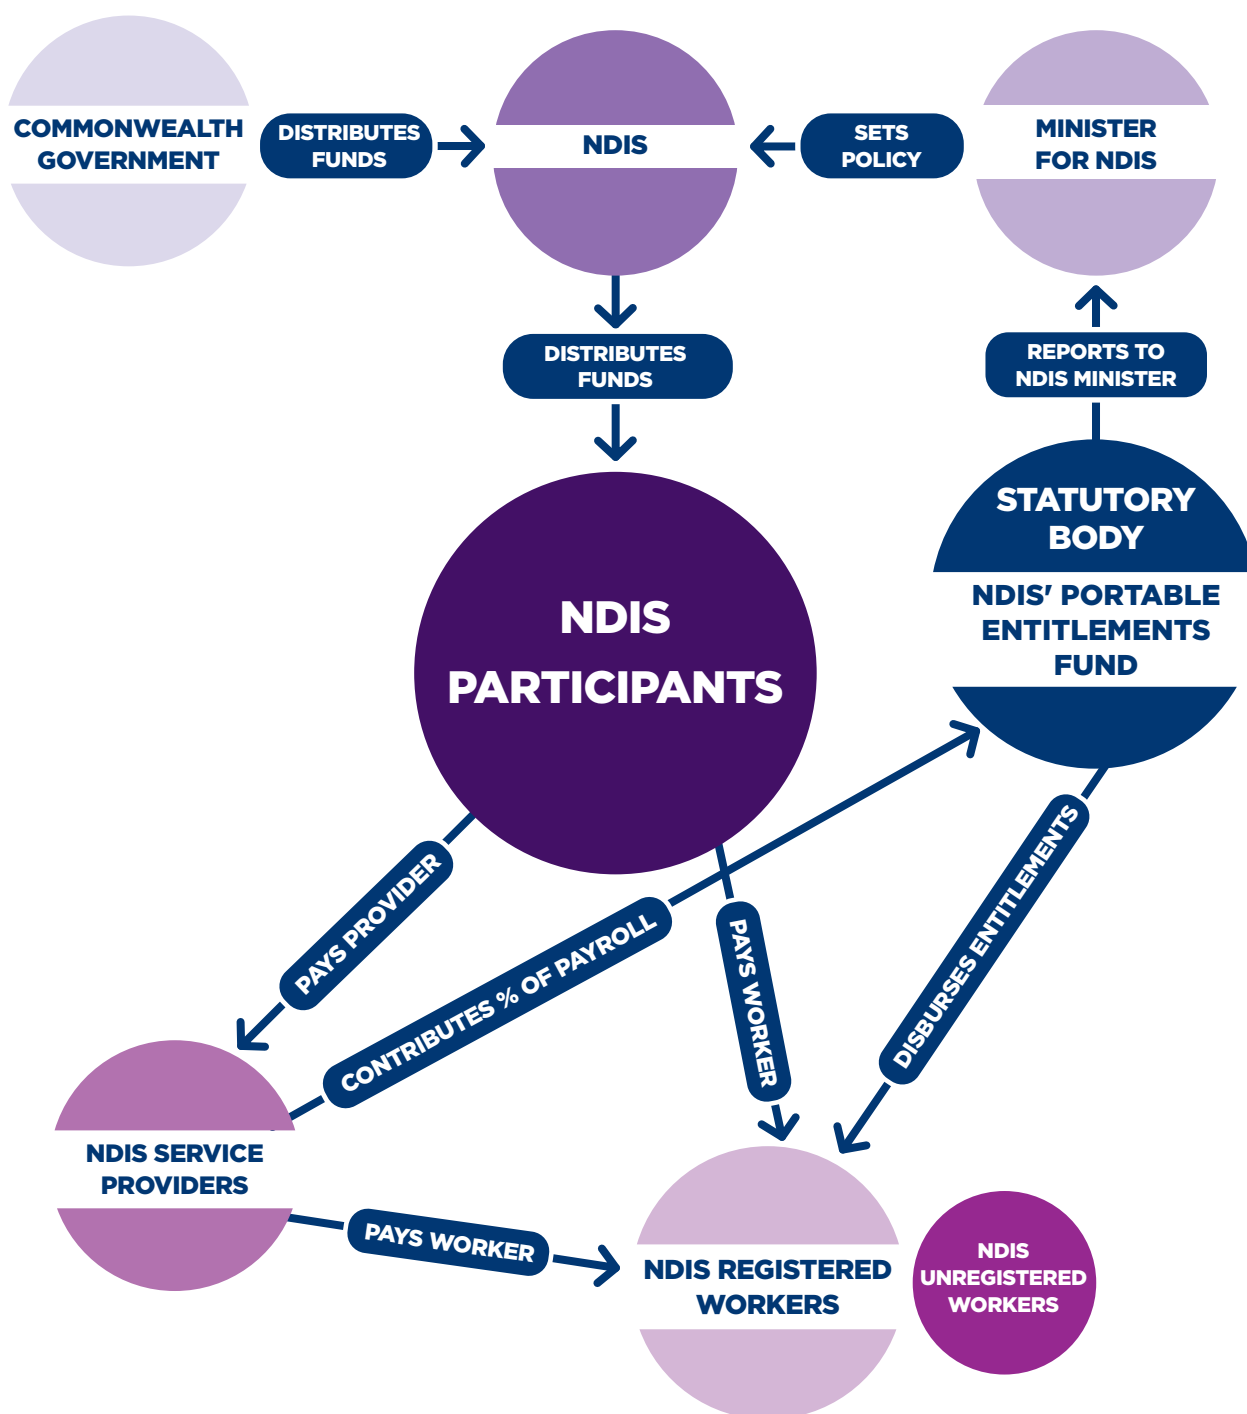 COMMONWEALTH
GOVERNMENT
DISTRIBUTES
FUNDS
NDIS
SETS
POLICY
MINISTER
FOR NDIS
DISTRIBUTES
FUNDS
REPORTS TO
NDIS MINISTER
STATUTORY
BODY
NDIS' PORTABLE
ENTITLEMENTS
FUND
NDIS
PARTICIPANTS
PAYS PROVIDER
CONTRIBUTES % OF PAYROLL
PAYS WORKER
DISBURSES ENTITLEMENTS
NDIS SERVICE
PROVIDERS
PAYS WORKER
NDIS REGISTERED
WORKERS
NDIS
UNREGISTERED
WORKERS